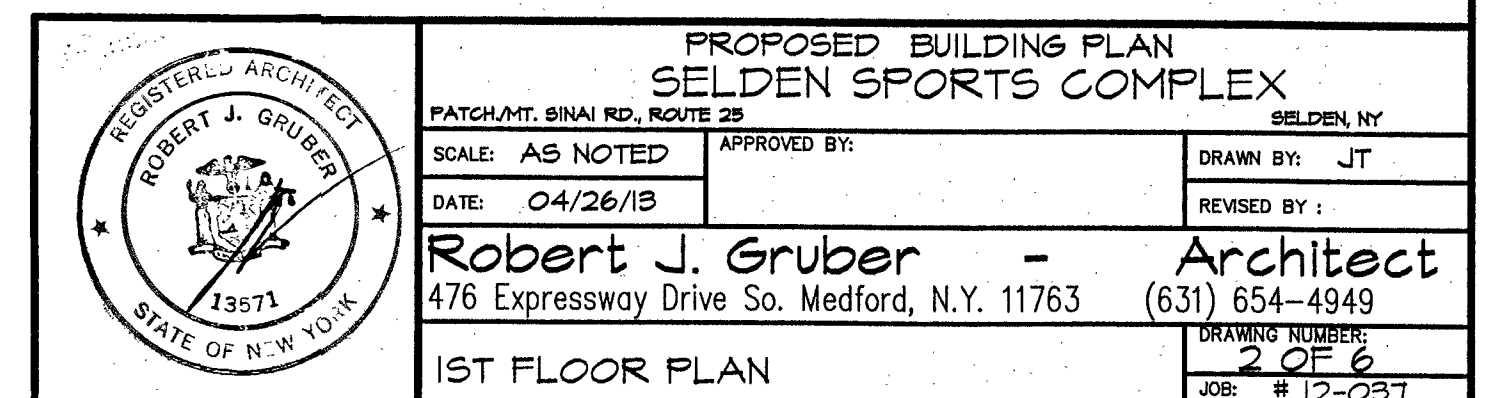 REGISTERED ARCHITECT
ROBERT J. GRUBER
13571
STATE OF NEW YORK
PROPOSED BUILDING PLAN
SELDEN SPORTS COMPLEX
PATCH./MT. SINAI RD., ROUTE 25 SELDEN, NY
SCALE: AS NOTED APPROVED BY: DRAWN BY: JT
DATE: 04/26/13 REVISED BY :
Robert J. Gruber - Architect
476 Expressway Drive So. Medford, N.Y. 11763 (631) 654-4949
1ST FLOOR PLAN
DRAWING NUMBER:
2 OF 6
JOB: # 12-037